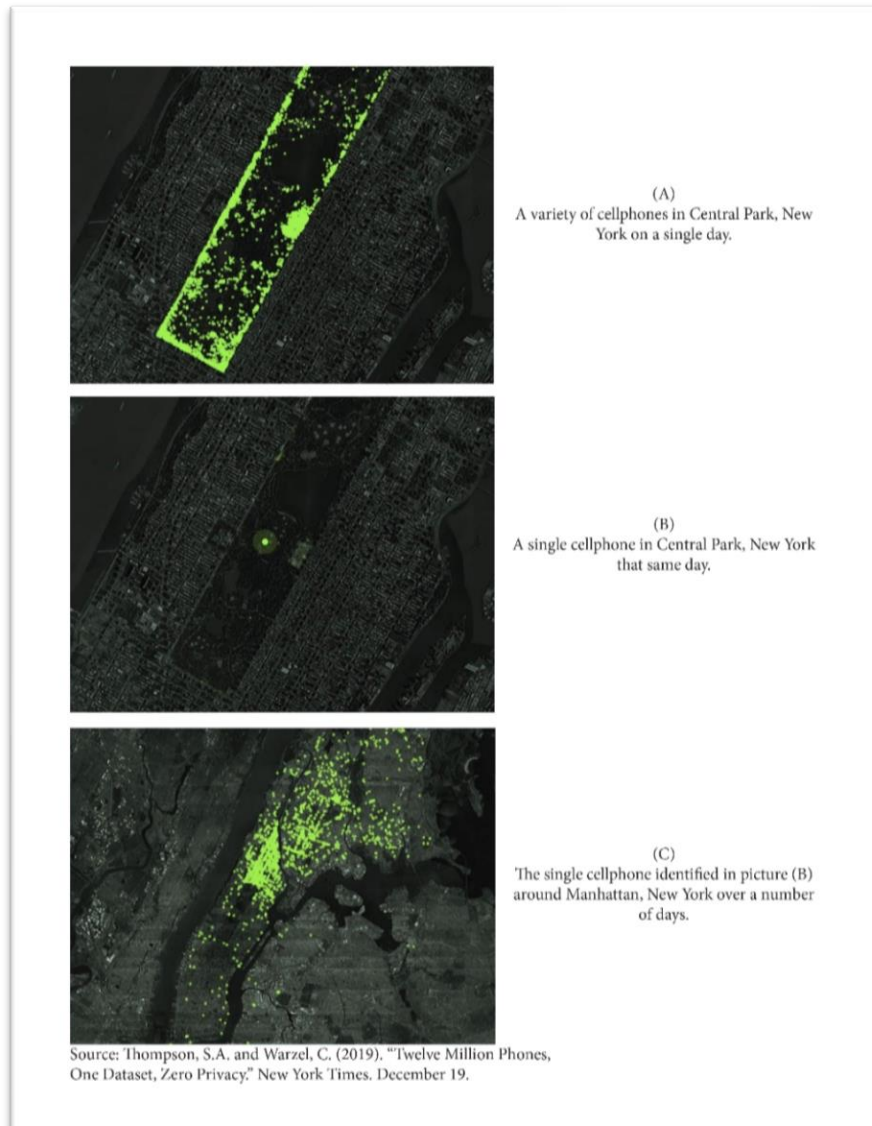 (A)
A variety of cellphones in Central Park, New
York on a single day.
(B)
A single cellphone in Central Park, New York
that same day.
(C)
The single cellphone identified in picture (B)
around Manhattan, New York over a number
of days.
Source: Thompson, S.A. and Warzel, C. (2019). “Twelve Million Phones,
One Dataset, Zero Privacy.” New York Times. December 19.